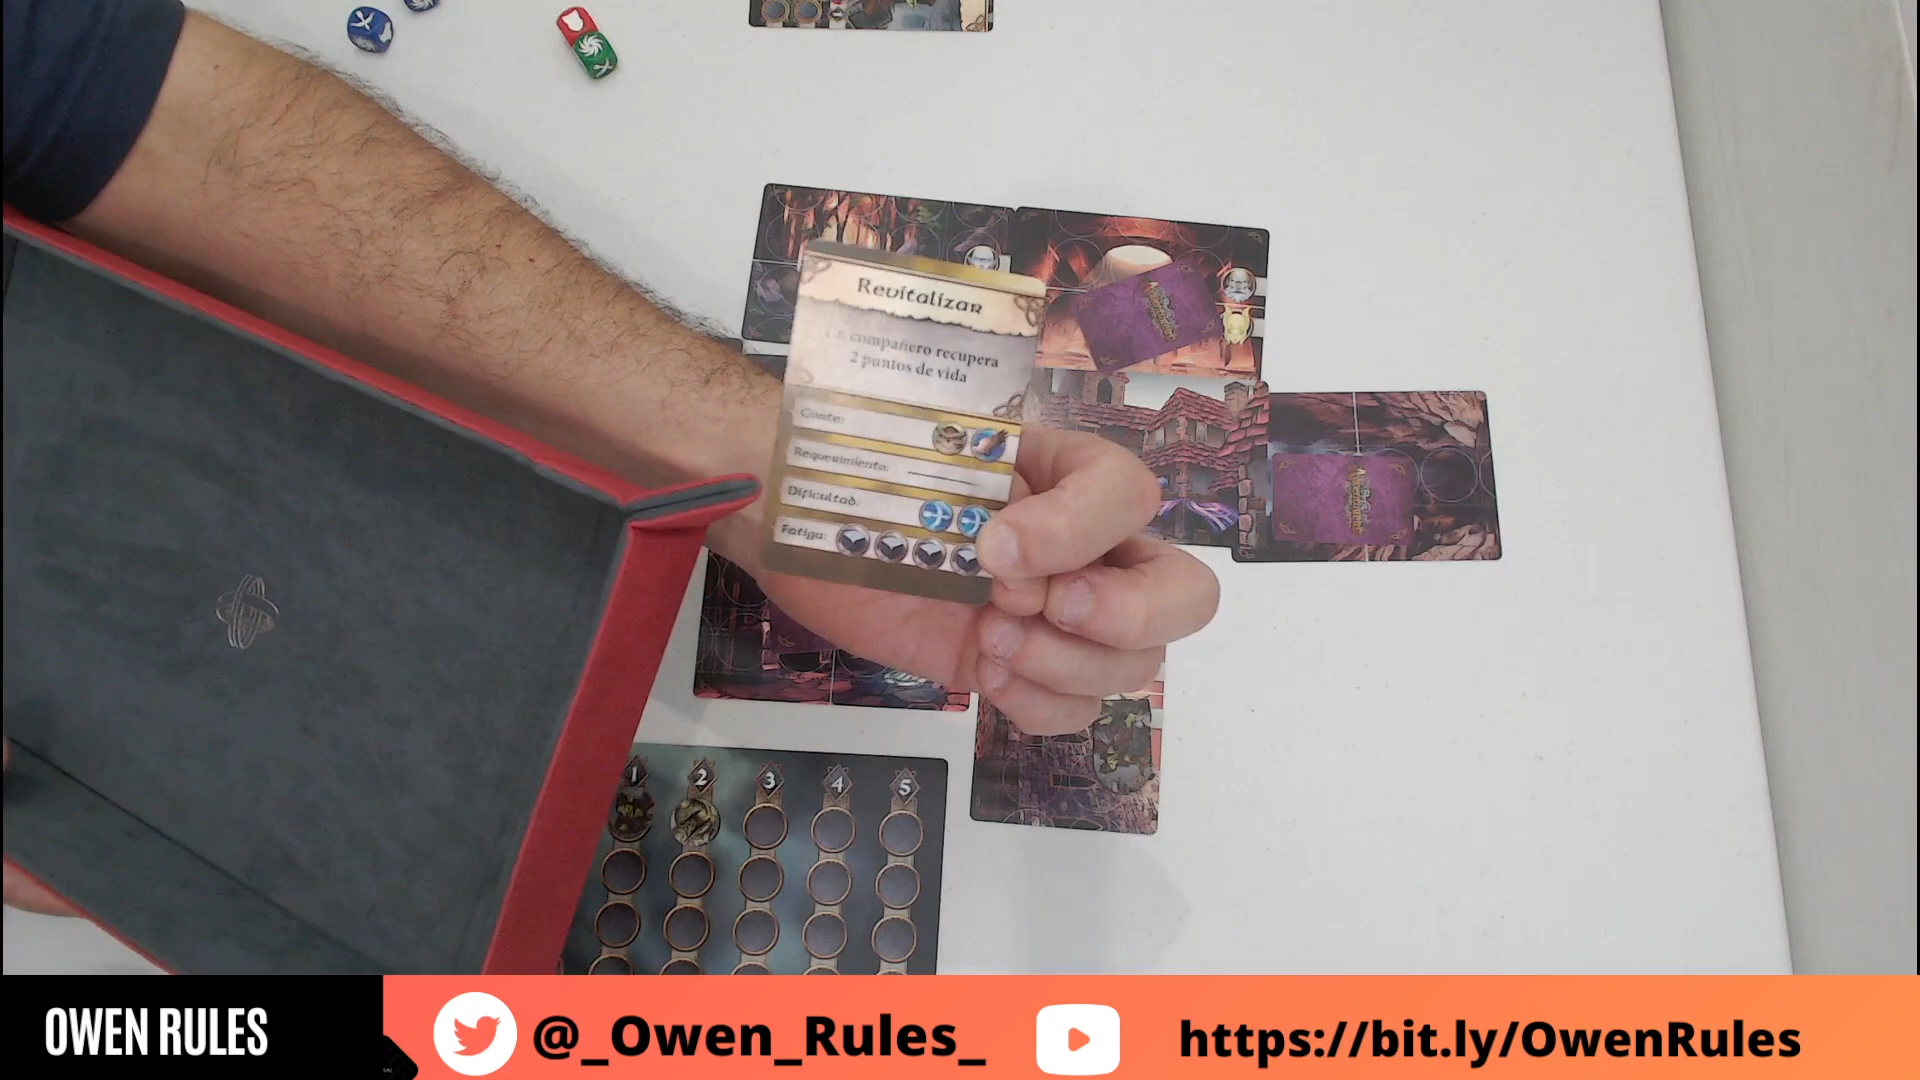 Revitalizar
compañero recupera
2 puntos de vida
Coste:
Requerimiento:
Dificultad:
Fatiga:
1 2 3 4 5
OWEN RULES
@_Owen_Rules_
https://bit.ly/OwenRules